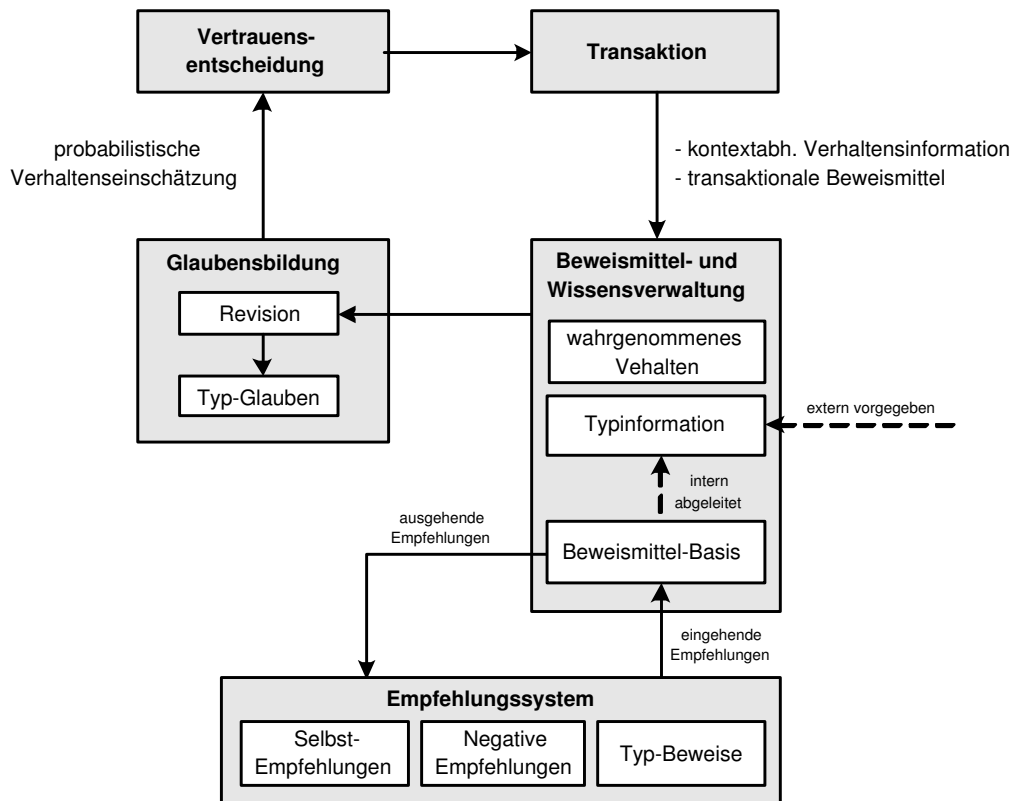 Vertrauens-
entscheidung
Transaktion
probabilistische
Verhaltenseinschätzung
- kontextabh. Verhaltensinformation
- transaktionale Beweismittel
Glaubensbildung
Revision
Typ-Glauben
Beweismittel- und
Wissensverwaltung
wahrgenommenes
Vehalten
Typinformation
extern vorgegeben
intern
abgeleitet
Beweismittel-Basis
ausgehende
Empfehlungen
eingehende
Empfehlungen
Empfehlungssystem
Selbst-
Empfehlungen
Negative
Empfehlungen
Typ-Beweise